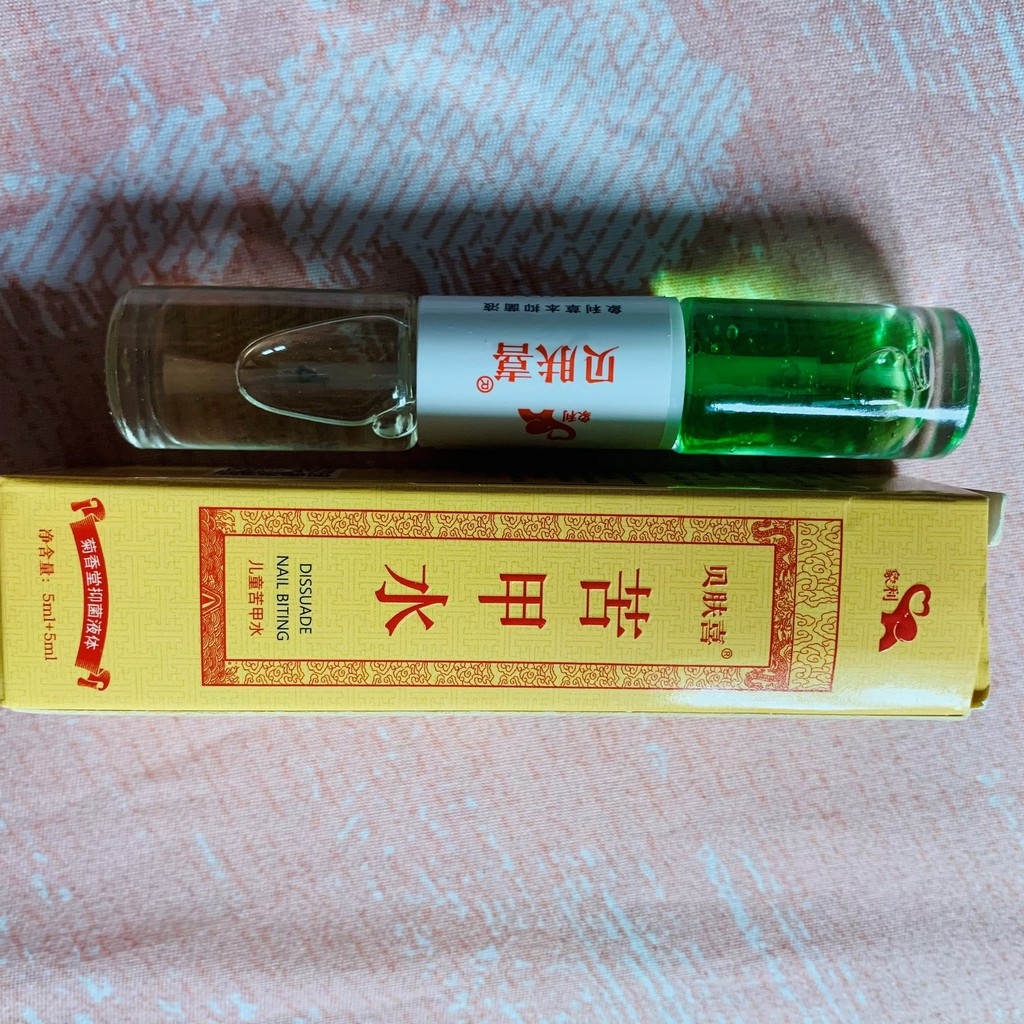 象利草本抑菌液
贝肤喜®
象利
象利
贝肤喜®
苦甲水
DISSUADE
NAIL BITING
儿童苦甲水
菊香堂抑菌液体
净含量：5ml+5ml